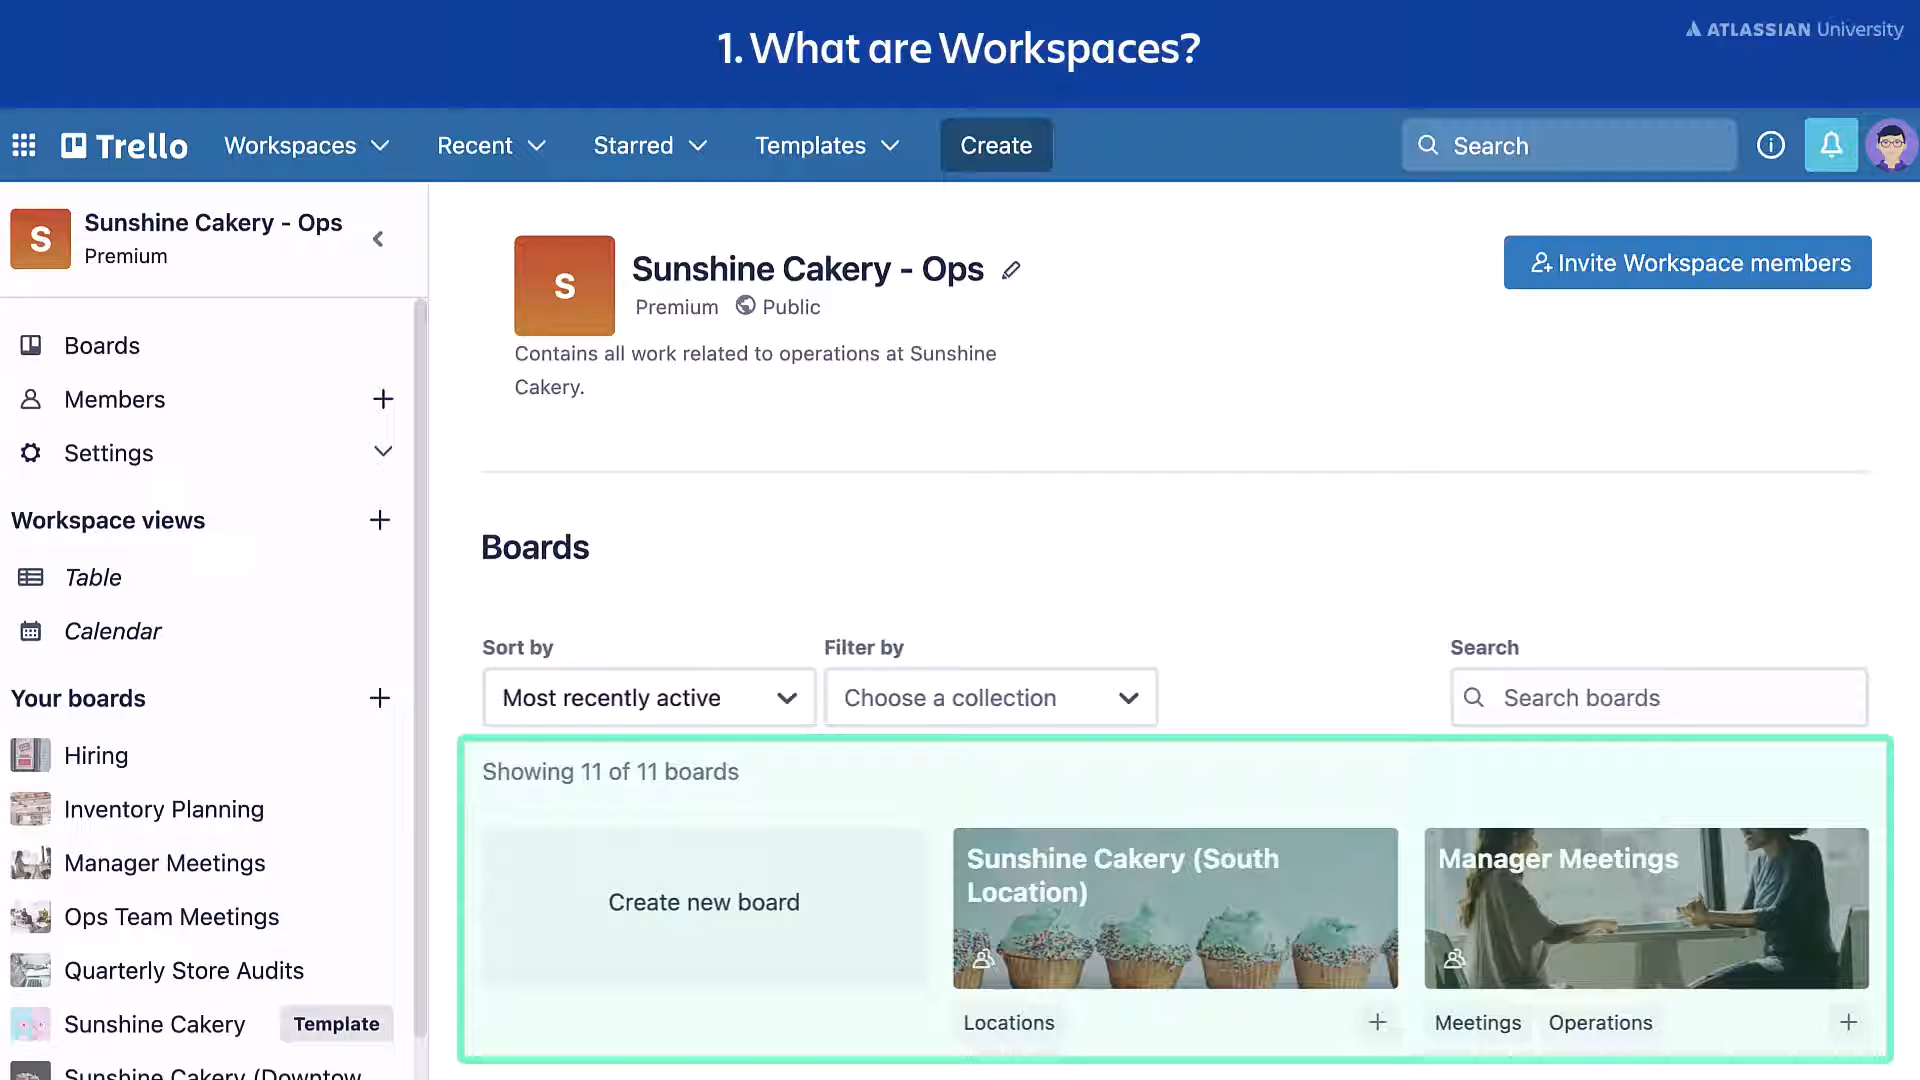 1. What are Workspaces?
ATLASSIAN University
Trello
Workspaces
Recent
Starred
Templates
Create
Search
S
Sunshine Cakery - Ops
Premium
Boards
Members
Settings
Workspace views
Table
Calendar
Your boards
Hiring
Inventory Planning
Manager Meetings
Ops Team Meetings
Quarterly Store Audits
Sunshine Cakery
Template
Sunshine Cakery (Downtow
S
Sunshine Cakery - Ops
Premium
Public
Contains all work related to operations at Sunshine
Cakery.
Invite Workspace members
Boards
Sort by
Most recently active
Filter by
Choose a collection
Search
Search boards
Showing 11 of 11 boards
Create new board
Sunshine Cakery (South
Location)
Locations
Manager Meetings
Meetings
Operations